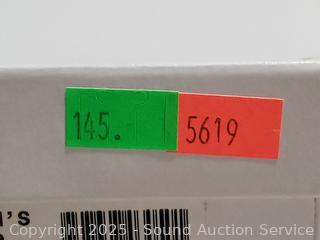 145.- 5619
's
Copyright 2025 - Sound Auction Service